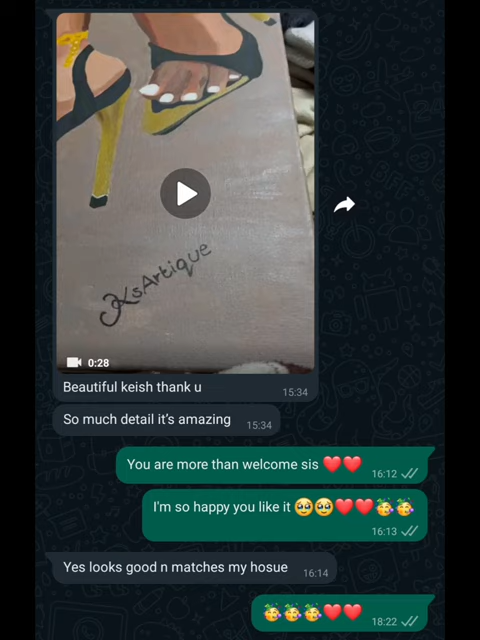 KsArtique
0:28
Beautiful keish thank u
15:34
So much detail it's amazing
15:34
You are more than welcome sis ❤️❤️
16:12
I'm so happy you like it 🥹🥹❤️❤️🥳🥳
16:13
Yes looks good n matches my hosue
16:14
🥳🥳🥳❤️❤️
18:22